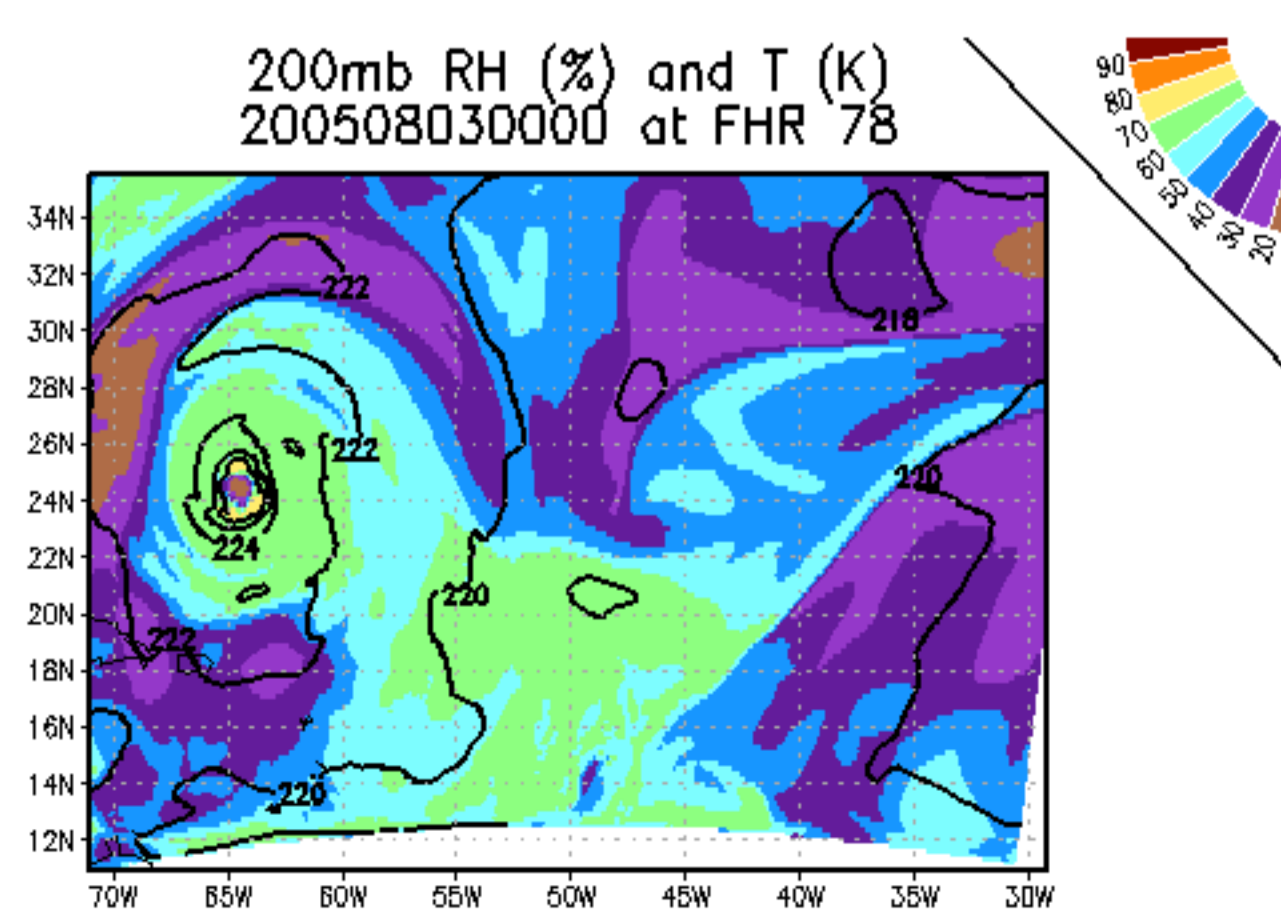 200mb RH (%) and T (K)
200508030000 at FHR 78
90
80
70
60
50
40
30
20
34N
32N
30N
28N
26N
24N
22N
20N
18N
16N
14N
12N
222
218
222
220
224
220
222
220
70W
65W
60W
55W
50W
45W
40W
35W
30W